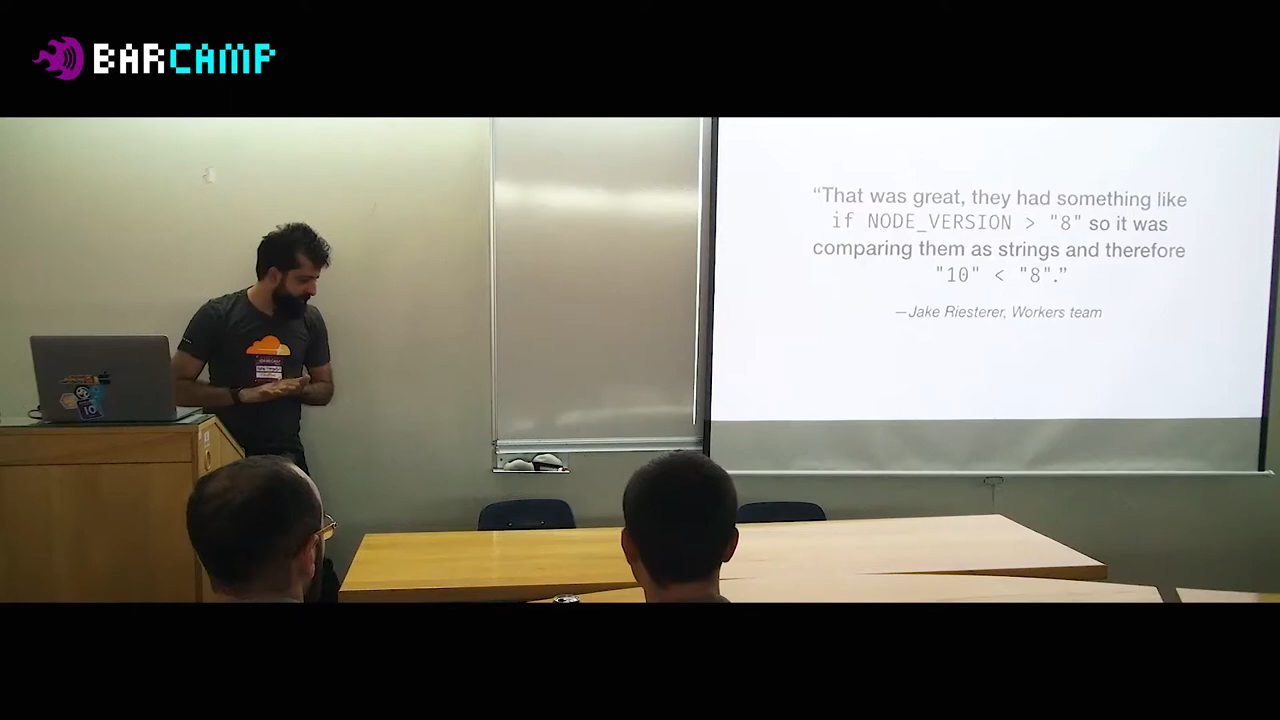 BARCAMP
“That was great, they had something like
if NODE_VERSION > "8" so it was
comparing them as strings and therefore
"10" < "8".”
—Jake Riesterer, Workers team
IO